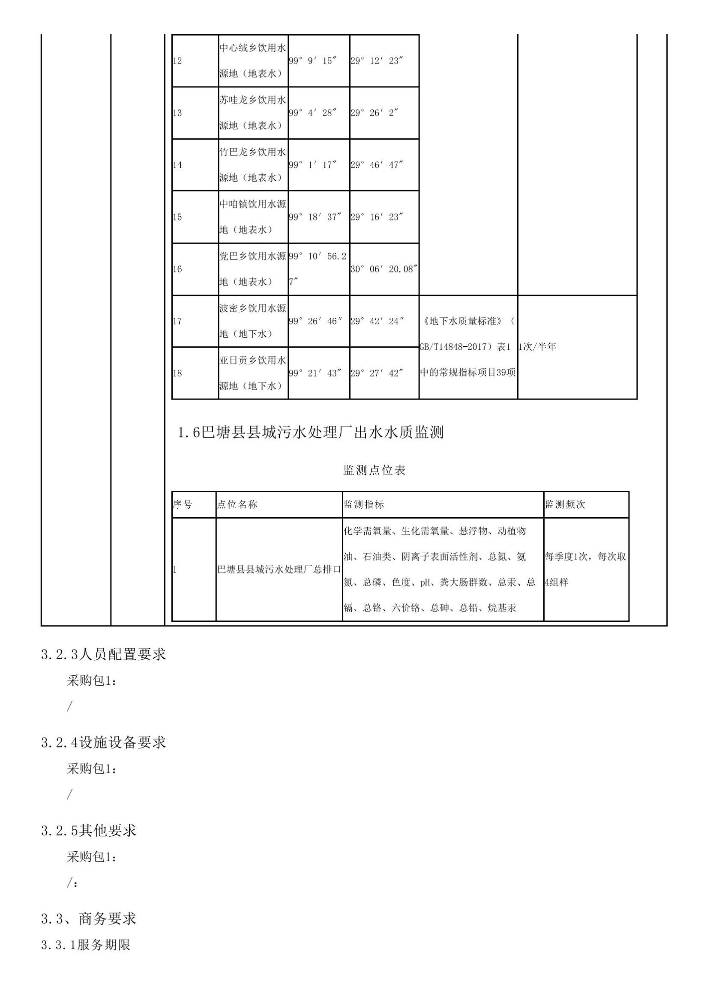 12
中心绒乡饮用水
源地（地表水）
99° 9′ 15″
29° 12′ 23″
13
苏哇龙乡饮用水
源地（地表水）
99° 4′ 28″
29° 26′ 2″
14
竹巴龙乡饮用水
源地（地表水）
99° 1′ 17″
29° 46′ 47″
15
中咱镇饮用水源
地（地表水）
99° 18′ 37″
29° 16′ 23″
16
党巴乡饮用水源
地（地表水）
99° 10′ 56.2
7″
30° 06′ 20.08″
17
波密乡饮用水源
地（地下水）
99° 26′ 46″
29° 42′ 24″
18
亚日贡乡饮用水
源地（地下水）
99° 21′ 43″
29° 27′ 42″
《地下水质量标准》（
GB/T14848-2017）表1
中的常规指标项目39项
1次/半年
1.6巴塘县县城污水处理厂出水水质监测
监测点位表
序号
点位名称
监测指标
监测频次
1
巴塘县县城污水处理厂总排口
化学需氧量、生化需氧量、悬浮物、动植物
油、石油类、阴离子表面活性剂、总氮、氨
氮、总磷、色度、pH、粪大肠群数、总汞、总
镉、总铬、六价铬、总砷、总铅、烷基汞
每季度1次，每次取
4组样
3.2.3人员配置要求
采购包1：
/
3.2.4设施设备要求
采购包1：
/
3.2.5其他要求
采购包1：
/：
3.3、商务要求
3.3.1服务期限